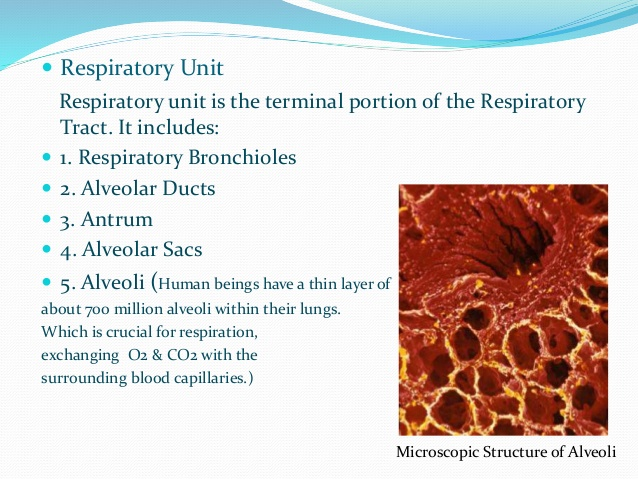 Respiratory Unit
Respiratory unit is the terminal portion of the Respiratory
Tract. It includes:
1. Respiratory Bronchioles
2. Alveolar Ducts
3. Antrum
4. Alveolar Sacs
5. Alveoli (Human beings have a thin layer of
about 700 million alveoli within their lungs.
Which is crucial for respiration,
exchanging O2 & CO2 with the
surrounding blood capillaries.)
Microscopic Structure of Alveoli